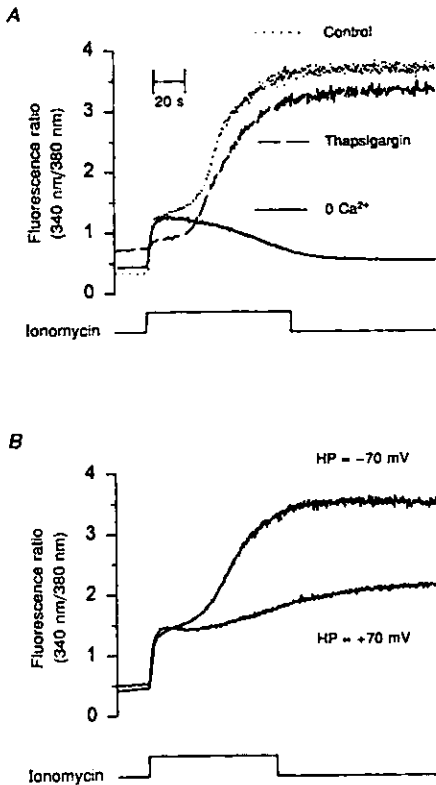 A
4
3
2
1
0
Fluorescence ratio
(340 nm/380 nm)
20 s
Control
Thapsigargin
0 Ca²⁺
Ionomycin
B
4
3
2
1
0
Fluorescence ratio
(340 nm/380 nm)
HP = −70 mV
HP = +70 mV
Ionomycin